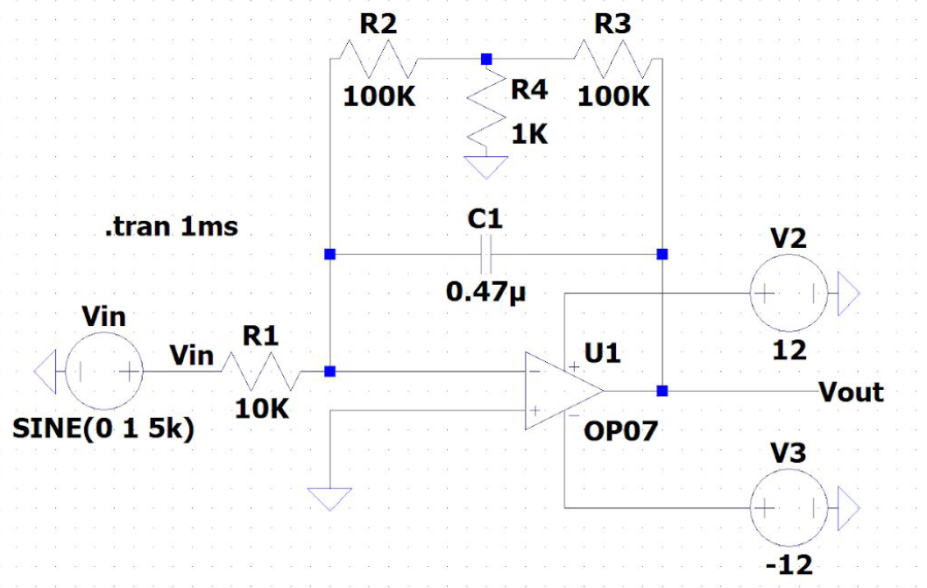 R2
R3
100K
100K
R4
1K
C1
.tran 1ms
0.47µ
V2
12
Vin
Vin
R1
10K
SINE(0 1 5k)
U1
OP07
Vout
V3
-12